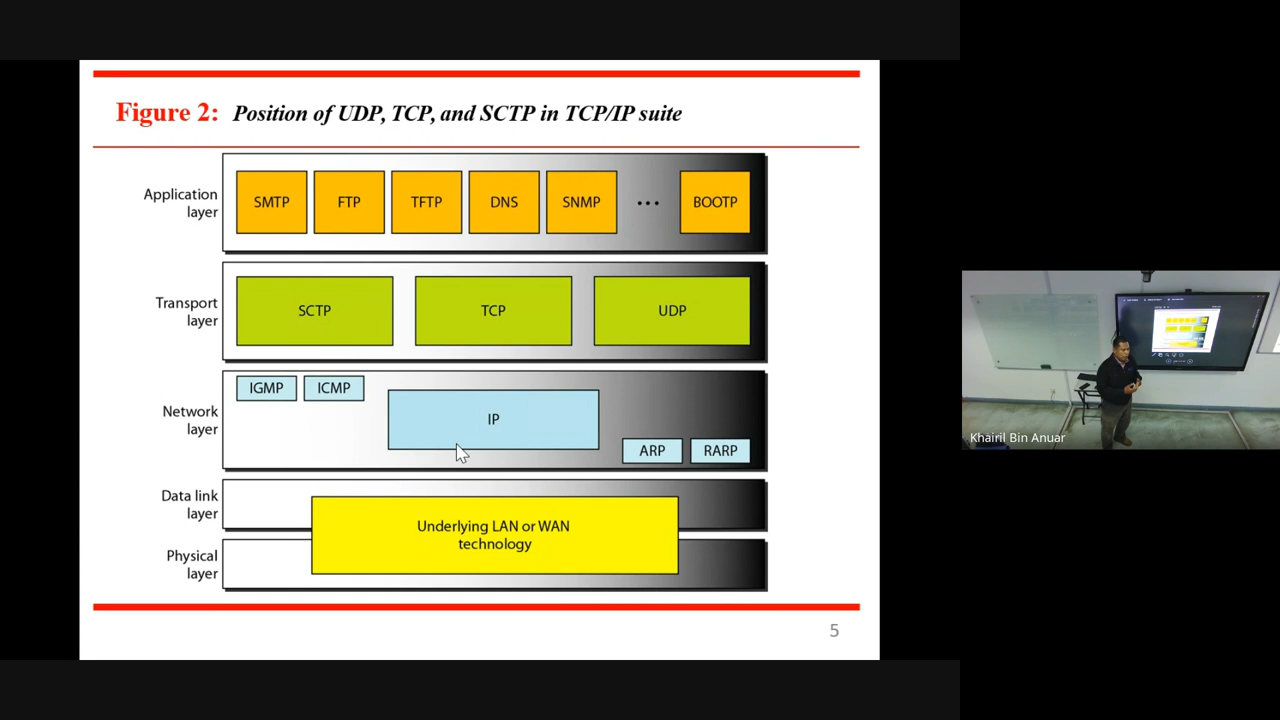 Figure 2: Position of UDP, TCP, and SCTP in TCP/IP suite
Application
layer
SMTP
FTP
TFTP
DNS
SNMP
...
BOOTP
Transport
layer
SCTP
TCP
UDP
Network
layer
IGMP
ICMP
IP
ARP
RARP
Data link
layer
Underlying LAN or WAN
technology
Physical
layer
5
Khairil Bin Anuar